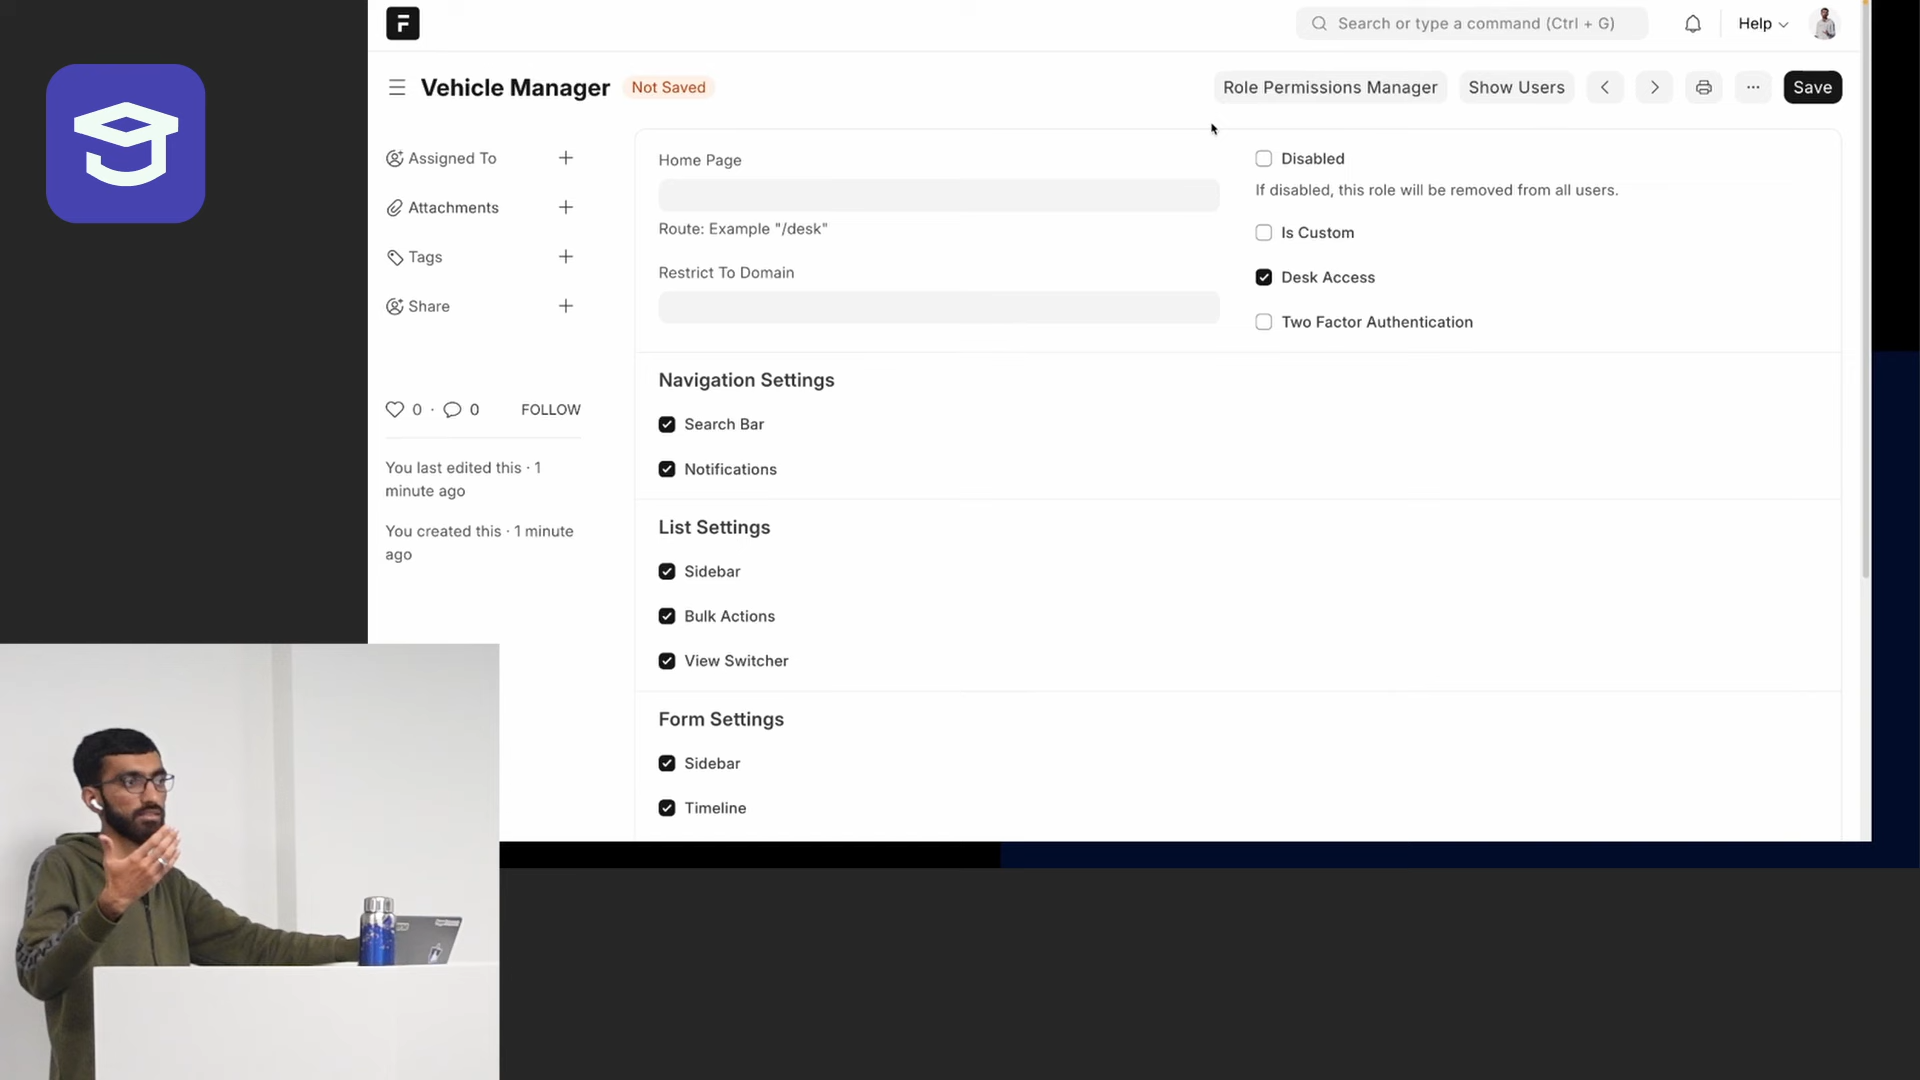 Search or type a command (Ctrl + G)
Help
Vehicle Manager
Not Saved
Role Permissions Manager
Show Users
Save
Assigned To
Attachments
Tags
Share
0 · 0
FOLLOW
You last edited this · 1
minute ago
You created this · 1 minute
ago
Home Page
Route: Example "/desk"
Restrict To Domain
Disabled
If disabled, this role will be removed from all users.
Is Custom
Desk Access
Two Factor Authentication
Navigation Settings
Search Bar
Notifications
List Settings
Sidebar
Bulk Actions
View Switcher
Form Settings
Sidebar
Timeline